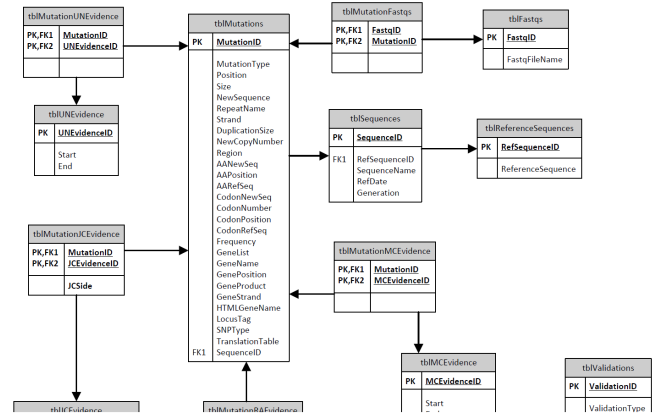 tblMutationUNEvidence
PK,FK1 MutationID
PK,FK2 UNEvidenceID
tblUNEvidence
PK UNEvidenceID
Start
End
tblMutationJCEvidence
PK,FK1 MutationID
PK,FK2 JCEvidenceID
JCSide
tblJCEvidence
tblMutations
PK MutationID
MutationType
Position
Size
NewSequence
RepeatName
Strand
DuplicationSize
NewCopyNumber
Region
AANewSeq
AAPosition
AARefSeq
CodonNewSeq
CodonNumber
CodonPosition
CodonRefSeq
Frequency
GeneList
GeneName
GenePosition
GeneProduct
GeneStrand
HTMLGeneName
LocusTag
SNPType
TranslationTable
FK1 SequenceID
tblMutationRAEvidence
tblMutationFastqs
PK,FK1 FastqID
PK,FK2 MutationID
tblFastqs
PK FastqID
FastqFileName
tblSequences
PK SequenceID
FK1 RefSequenceID
SequenceName
RefDate
Generation
tblReferenceSequences
PK RefSequenceID
ReferenceSequence
tblMutationMCEvidence
PK,FK1 MutationID
PK,FK2 MCEvidenceID
tblMCEvidence
PK MCEvidenceID
Start
tblValidations
PK ValidationID
ValidationType